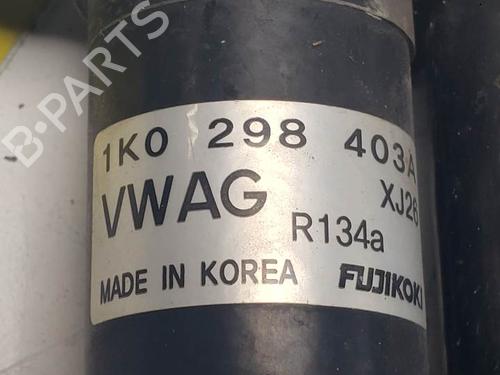 B-PARTS
1K0 298 403A
XJ26
VWAG
R134a
MADE IN KOREA FUJIKOKI